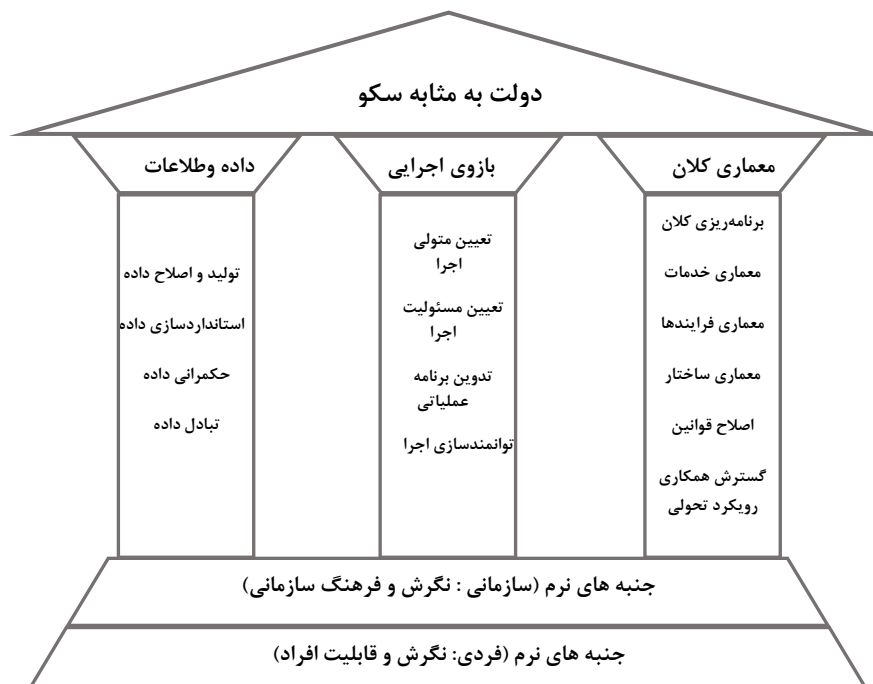 دولت به مثابه سکو
معماری کلان
بازوی اجرایی
داده وطلاعات
برنامه‌ریزی کلان
معماری خدمات
معماری فرایندها
معماری ساختار
اصلاح قوانین
گسترش همکاری
رویکرد تحولی
تعیین متولی
اجرا
تعیین مسئولیت
اجرا
تدوین برنامه
عملیاتی
توانمندسازی اجرا
تولید و اصلاح داده
استانداردسازی داده
حکمرانی داده
تبادل داده
جنبه های نرم (سازمانی : نگرش و فرهنگ سازمانی)
جنبه های نرم (فردی: نگرش و قابلیت افراد)